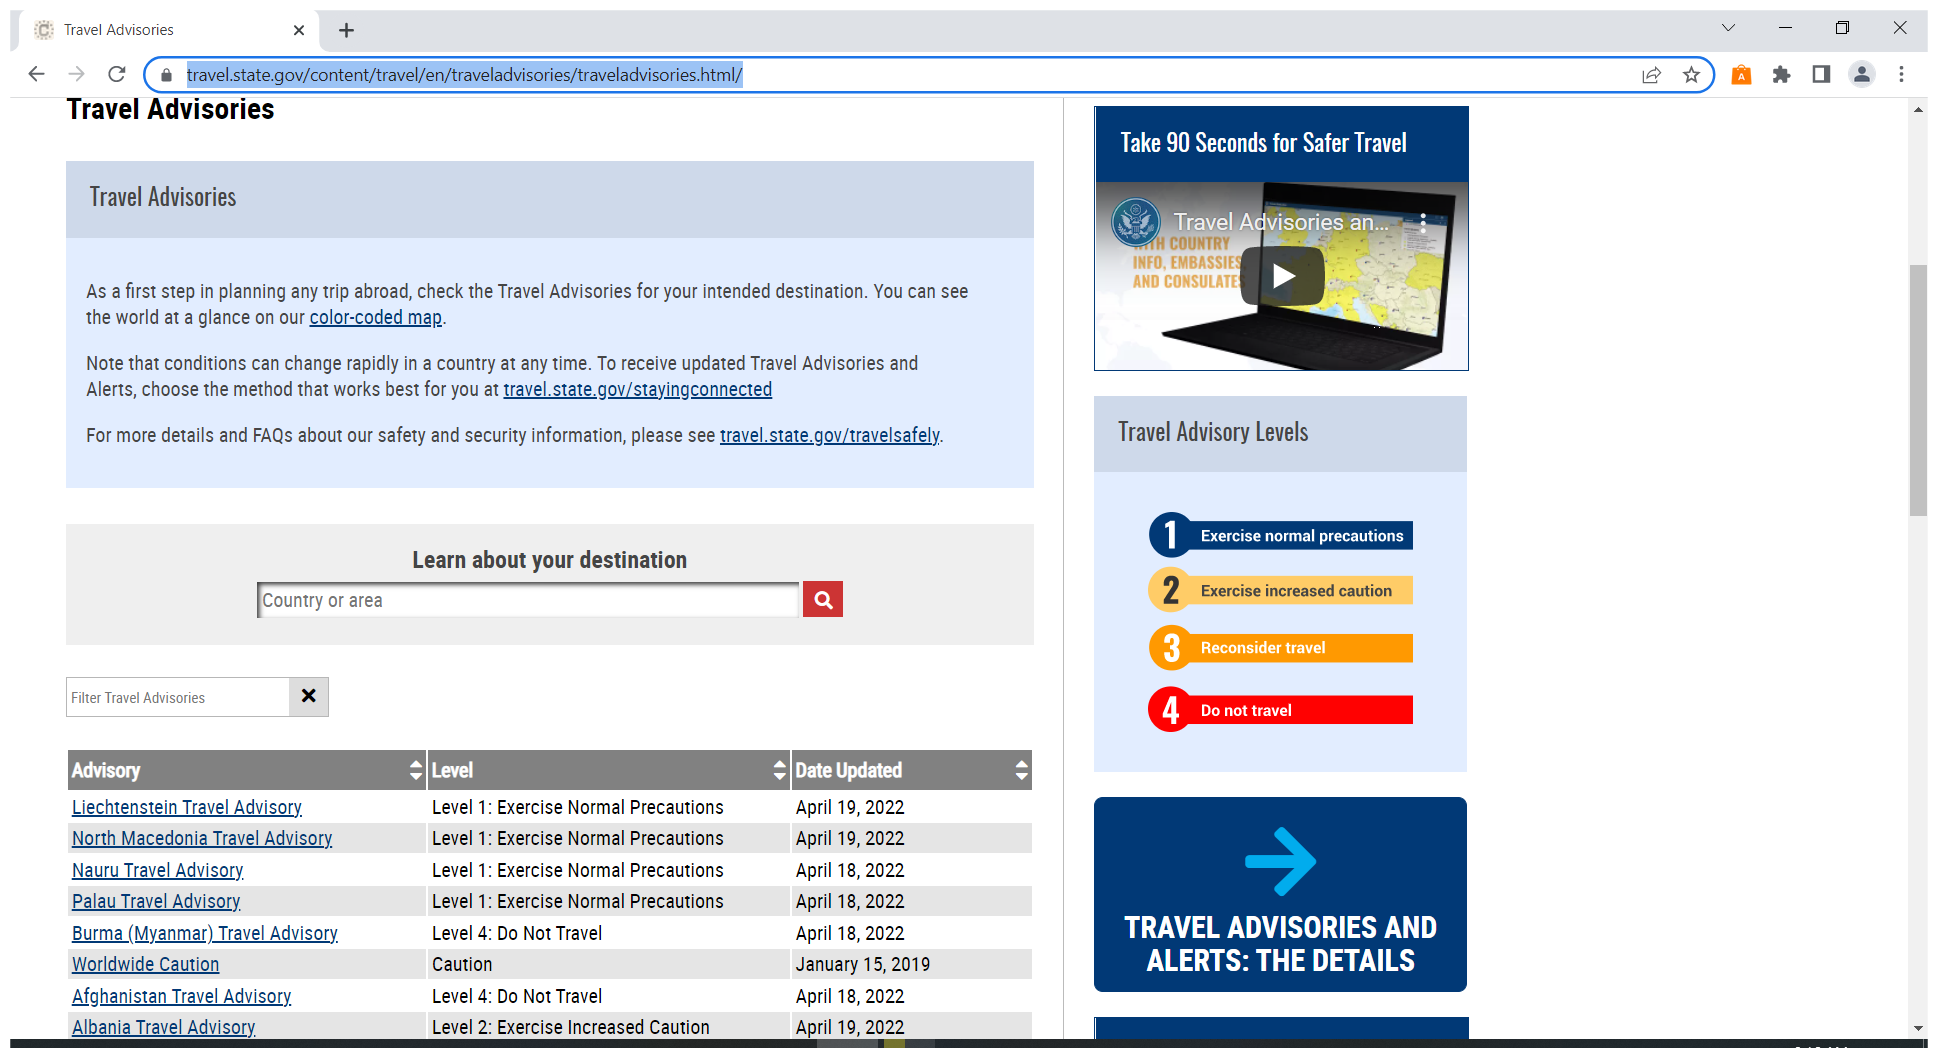 Travel Advisories
travel.state.gov/content/travel/en/traveladvisories/traveladvisories.html/
Travel Advisories
Travel Advisories
As a first step in planning any trip abroad, check the Travel Advisories for your intended destination. You can see
the world at a glance on our color-coded map.
Note that conditions can change rapidly in a country at any time. To receive updated Travel Advisories and
Alerts, choose the method that works best for you at travel.state.gov/stayingconnected
For more details and FAQs about our safety and security information, please see travel.state.gov/travelsafely.
Learn about your destination
Country or area
Filter Travel Advisories
Advisory Level Date Updated
Liechtenstein Travel Advisory Level 1: Exercise Normal Precautions April 19, 2022
North Macedonia Travel Advisory Level 1: Exercise Normal Precautions April 19, 2022
Nauru Travel Advisory Level 1: Exercise Normal Precautions April 18, 2022
Palau Travel Advisory Level 1: Exercise Normal Precautions April 18, 2022
Burma (Myanmar) Travel Advisory Level 4: Do Not Travel April 18, 2022
Worldwide Caution Caution January 15, 2019
Afghanistan Travel Advisory Level 4: Do Not Travel April 18, 2022
Albania Travel Advisory Level 2: Exercise Increased Caution April 19, 2022
Take 90 Seconds for Safer Travel
Travel Advisories an...
WITH COUNTRY
INFO, EMBASSIES
AND CONSULATES
Travel Advisory Levels
1 Exercise normal precautions
2 Exercise increased caution
3 Reconsider travel
4 Do not travel
TRAVEL ADVISORIES AND
ALERTS: THE DETAILS